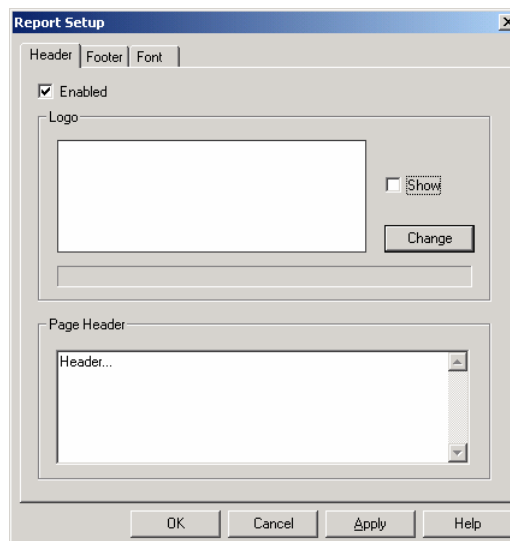 Report Setup
Header Footer Font
Enabled
Logo
Show
Change
Page Header
Header...
OK Cancel Apply Help